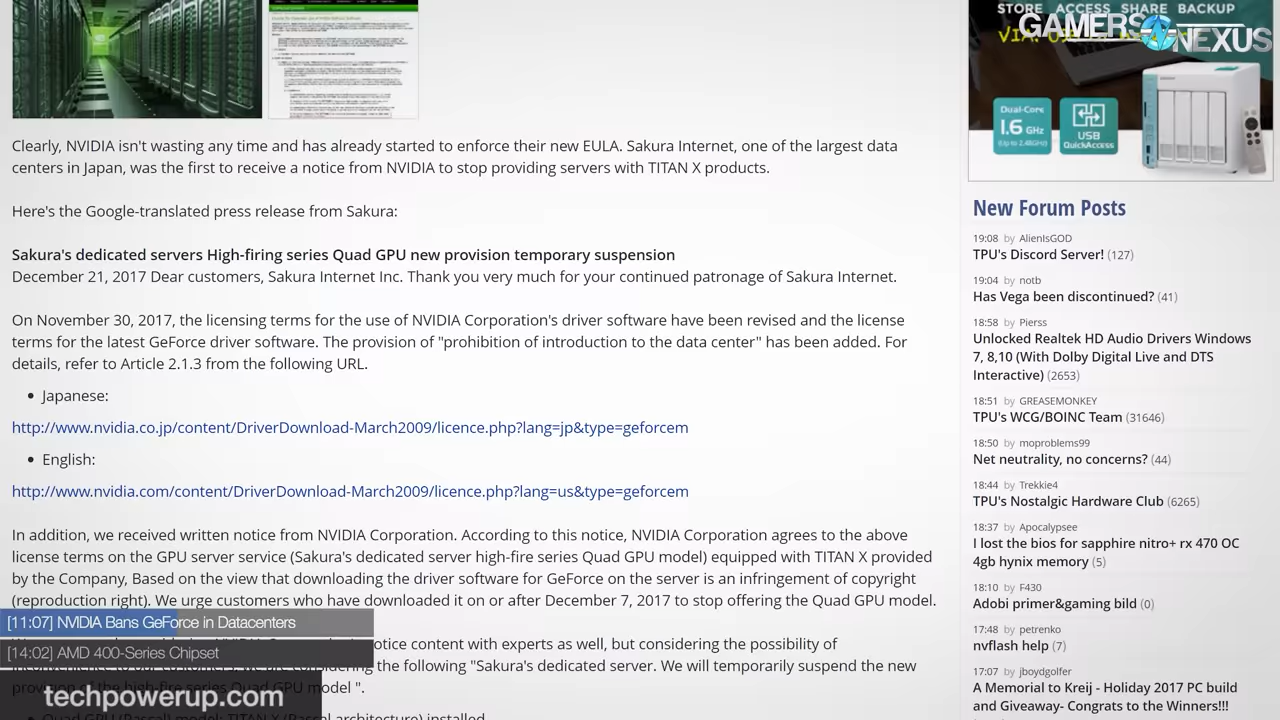 STORE ACCESS SHARE BACKUP
GAMERS NEXUS
Dual-Core
1.6 GHz
(Up to 2.48GHz)
USB
QuickAccess
Clearly, NVIDIA isn't wasting any time and has already started to enforce their new EULA. Sakura Internet, one of the largest data
centers in Japan, was the first to receive a notice from NVIDIA to stop providing servers with TITAN X products.
Here's the Google-translated press release from Sakura:
Sakura's dedicated servers High-firing series Quad GPU new provision temporary suspension
December 21, 2017 Dear customers, Sakura Internet Inc. Thank you very much for your continued patronage of Sakura Internet.
On November 30, 2017, the licensing terms for the use of NVIDIA Corporation's driver software have been revised and the license
terms for the latest GeForce driver software. The provision of "prohibition of introduction to the data center" has been added. For
details, refer to Article 2.1.3 from the following URL.
• Japanese:
http://www.nvidia.co.jp/content/DriverDownload-March2009/licence.php?lang=jp&type=geforcem
• English:
http://www.nvidia.com/content/DriverDownload-March2009/licence.php?lang=us&type=geforcem
In addition, we received written notice from NVIDIA Corporation. According to this notice, NVIDIA Corporation agrees to the above
license terms on the GPU server service (Sakura's dedicated server high-fire series Quad GPU model) equipped with TITAN X provided
by the Company, Based on the view that downloading the driver software for GeForce on the server is an infringement of copyright
(reproduction right). We urge customers who have downloaded it on or after December 7, 2017 to stop offering the Quad GPU model.
notice content with experts as well, but considering the possibility of
the following "Sakura's dedicated server. We will temporarily suspend the new
provision of the high-fire series Quad GPU model ".
• Quad GPU (Pascal) model: TITAN X (Pascal architecture) installed
[11:07] NVIDIA Bans GeForce in Datacenters
[14:02] AMD 400-Series Chipset
techpowerup.com
New Forum Posts
19:08 by AlienIsGOD
TPU's Discord Server! (127)
19:04 by notb
Has Vega been discontinued? (41)
18:58 by Pierss
Unlocked Realtek HD Audio Drivers Windows
7, 8,10 (With Dolby Digital Live and DTS
Interactive) (2653)
18:51 by GREASEMONKEY
TPU's WCG/BOINC Team (31646)
18:50 by moproblems99
Net neutrality, no concerns? (44)
18:44 by Trekkie4
TPU's Nostalgic Hardware Club (6265)
18:37 by Apocalypsee
I lost the bios for sapphire nitro+ rx 470 OC
4gb hynix memory (5)
18:10 by F430
Adobi primer&gaming bild (0)
17:48 by petrenko
nvflash help (7)
17:07 by jboydgolfer
A Memorial to Kreij - Holiday 2017 PC build
and Giveaway- Congrats to the Winners!!!